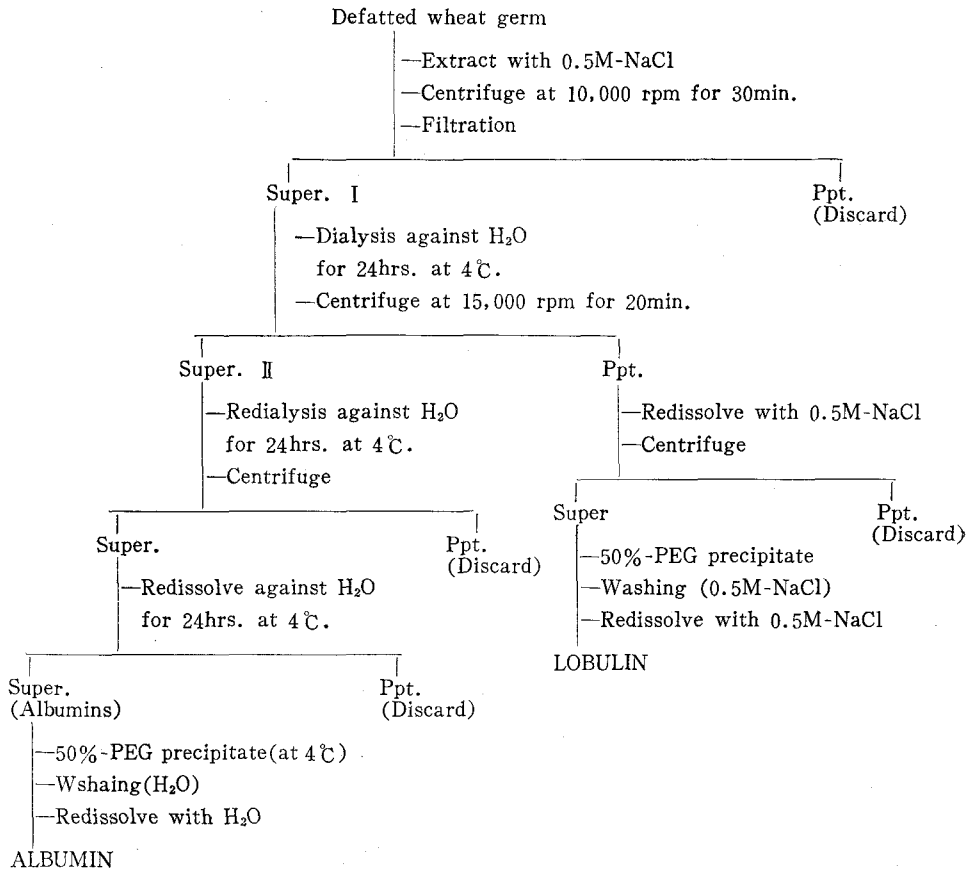 Defatted wheat germ
—Extract with 0.5M-NaCl
—Centrifuge at 10,000 rpm for 30min.
—Filtration
Super. Ⅰ
Ppt.
(Discard)
—Dialysis against H₂O
for 24hrs. at 4℃.
—Centrifuge at 15,000 rpm for 20min.
Super. Ⅱ
Ppt.
—Redialysis against H₂O
for 24hrs. at 4℃.
—Centrifuge
—Redissolve with 0.5M-NaCl
—Centrifuge
Super.
Ppt.
(Discard)
Super
Ppt.
(Discard)
—Redissolve against H₂O
for 24hrs. at 4℃.
—50%-PEG precipitate
—Washing (0.5M-NaCl)
—Redissolve with 0.5M-NaCl
LOBULIN
Super.
(Albumins)
Ppt.
(Discard)
—50%-PEG precipitate(at 4℃)
—Wshaing(H₂O)
—Redissolve with H₂O
ALBUMIN